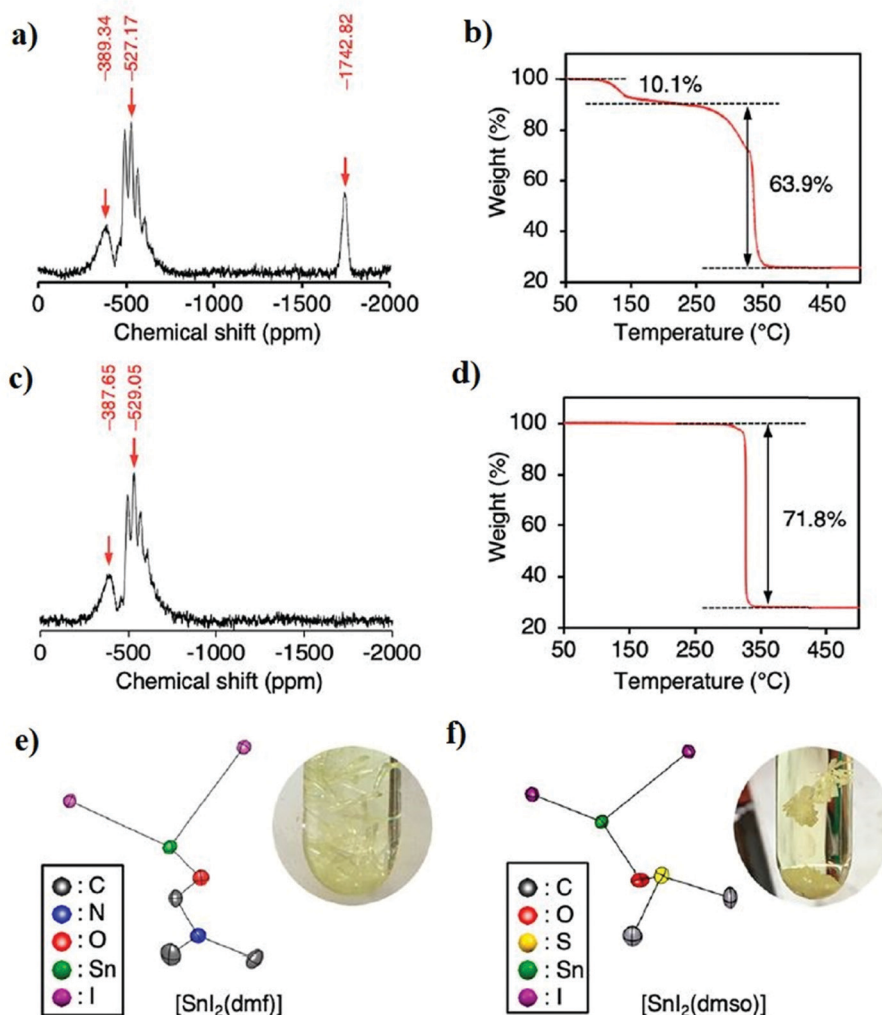 a)
−389.34
−527.17
−1742.82
0 -500 -1000 -1500 -2000
Chemical shift (ppm)
b)
Weight (%)
100
80
60
40
20
10.1%
63.9%
50 150 250 350 450
Temperature (°C)
c)
−387.65
−529.05
0 -500 -1000 -1500 -2000
Chemical shift (ppm)
d)
Weight (%)
100
80
60
40
20
71.8%
50 150 250 350 450
Temperature (°C)
e)
: C
: N
: O
: Sn
: I
[SnI₂(dmf)]
f)
: C
: O
: S
: Sn
: I
[SnI₂(dmso)]